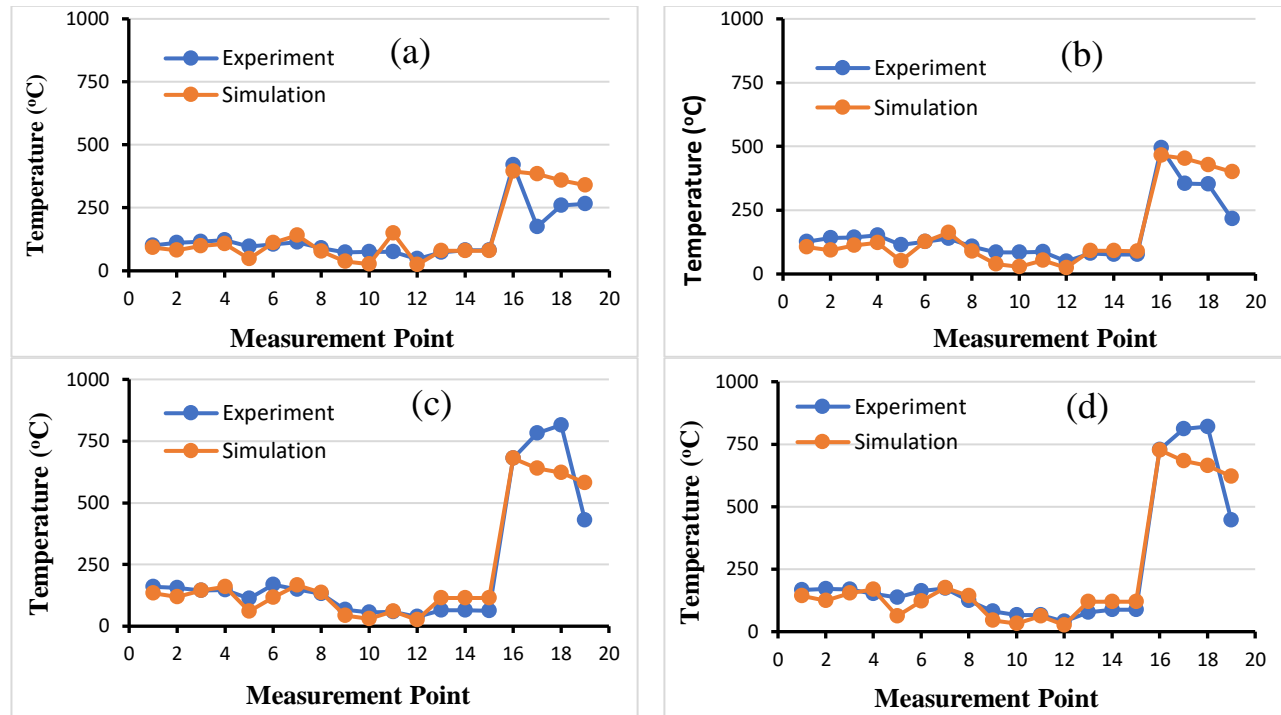 (a)
Experiment
Simulation
Temperature (°C)
1000
750
500
250
0
0 2 4 6 8 10 12 14 16 18 20
Measurement Point
(b)
Experiment
Simulation
Temperature (°C)
1000
750
500
250
0
0 2 4 6 8 10 12 14 16 18 20
Measurement Point
(c)
Experiment
Simulation
Temperature (°C)
1000
750
500
250
0
0 2 4 6 8 10 12 14 16 18 20
Measurement Point
(d)
Experiment
Simulation
Temperature (°C)
1000
750
500
250
0
0 2 4 6 8 10 12 14 16 18 20
Measurement Point